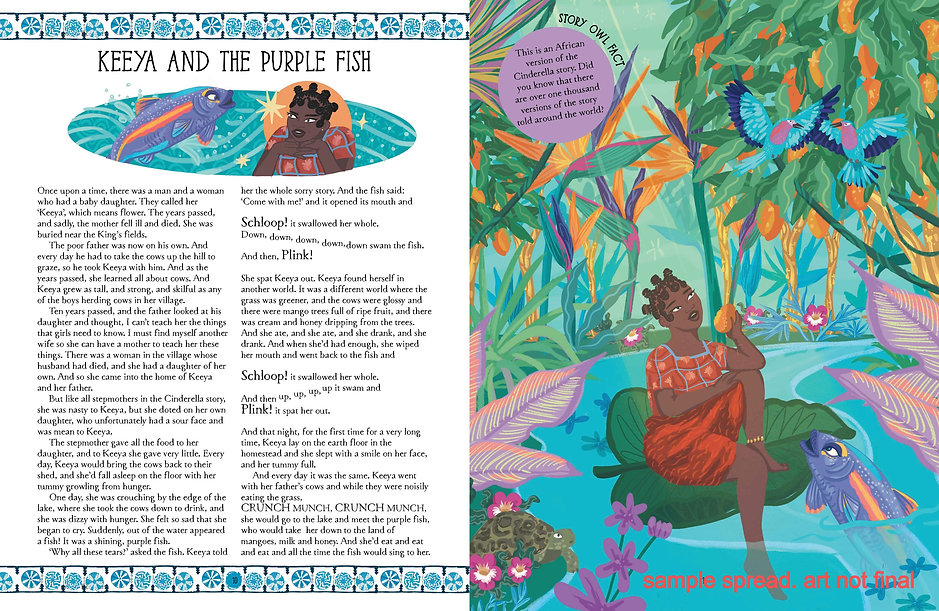 KEEYA AND THE PURPLE FISH
Once upon a time, there was a man and a woman
who had a baby daughter. They called her
‘Keeya’, which means flower. The years passed,
and sadly, the mother fell ill and died. She was
buried near the King’s fields.
The poor father was now on his own. And
every day he had to take the cows up the hill to
graze, so he took Keeya with him. And as the
years passed, she learned all about cows. And
Keeya grew as tall, and strong, and skilful as any
of the boys herding cows in her village.
Ten years passed, and the father looked at his
daughter and thought, I can’t teach her the things
that girls need to know. I must find myself another
wife so she can have a mother to teach her these
things. There was a woman in the village whose
husband had died, and she had a daughter of her
own. And so she came into the home of Keeya
and her father.
But like all stepmothers in the Cinderella story,
she was nasty to Keeya, but she doted on her own
daughter, who unfortunately had a sour face and
was mean to Keeya.
The stepmother gave all the food to her
daughter, and to Keeya she gave very little. Every
day, Keeya would bring the cows back to their
shed, and she’d fall asleep on the floor with her
tummy growling from hunger.
One day, she was crouching by the edge of the
lake, where she took the cows down to drink, and
she was dizzy with hunger. She felt so sad that she
began to cry. Suddenly, out of the water appeared
a fish! It was a shining, purple fish.
‘Why all these tears?’ asked the fish. Keeya told
her the whole sorry story. And the fish said:
‘Come with me!’ and it opened its mouth and
Schloop! it swallowed her whole.
Down, down, down, down, down swam the fish.
And then, Plink!
She spat Keeya out. Keeya found herself in
another world. It was a different world where the
grass was greener, and the cows were glossy and
there were mango trees full of ripe fruit, and there
was cream and honey dripping from the trees.
And she ate, and she ate, and she drank, and she
drank. And when she’d had enough, she wiped
her mouth and went back to the fish and
Schloop! it swallowed her whole.
And then up, up, up, up it swam and
Plink! it spat her out.
And that night, for the first time for a very long
time, Keeya lay on the earth floor in the
homestead and she slept with a smile on her face,
and her tummy full.
And every day it was the same. Keeya went
with her father’s cows and while they were noisily
eating the grass,
CRUNCH MUNCH, CRUNCH MUNCH,
she would go to the lake and meet the purple fish,
who would take her down to the land of
mangoes, milk and honey. And she’d eat and eat
and eat and all the time the fish would sing to her.
10
STORY OWL FACT
This is an African
version of the
Cinderella story. Did
you know that there
are over one thousand
versions of the story
told around the world?
sample spread. art not final